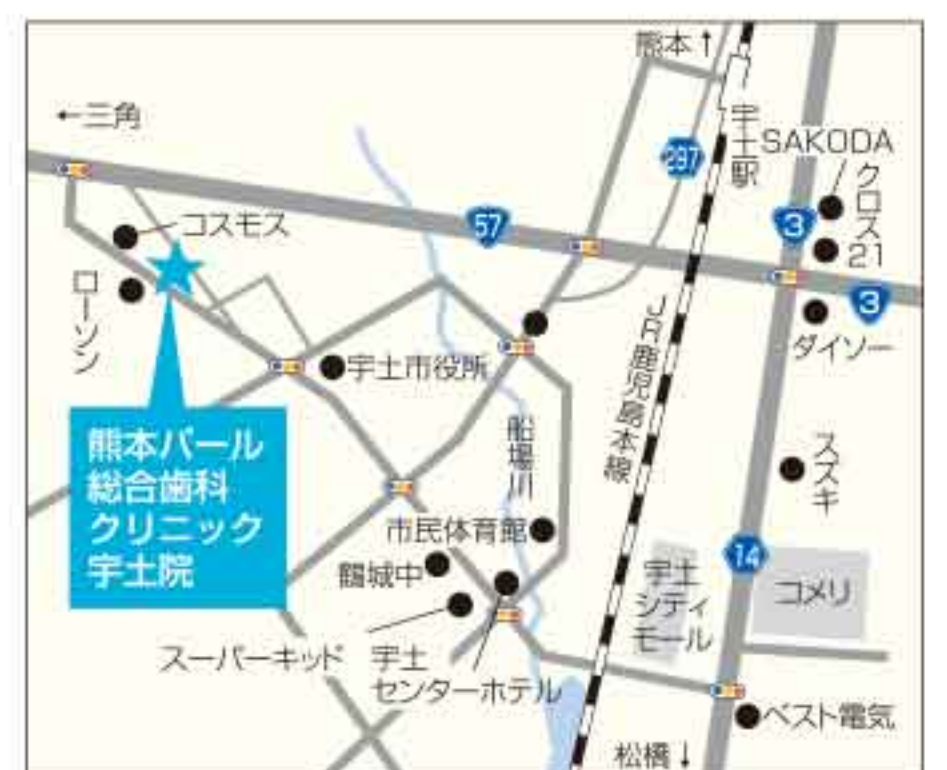 熊本↑
←三角
宇土駅
SAKODA
297
クロス21
57
3
コスモス
3
ローソン
ダイソー
JR鹿児島本線
宇土市役所
熊本パール
総合歯科
クリニック
宇土院
船場川
スズキ
市民体育館
14
鶴城中
宇土
シティ
モール
コメリ
スーパーキッド
宇土
センターホテル
ベスト電気
松橋↓